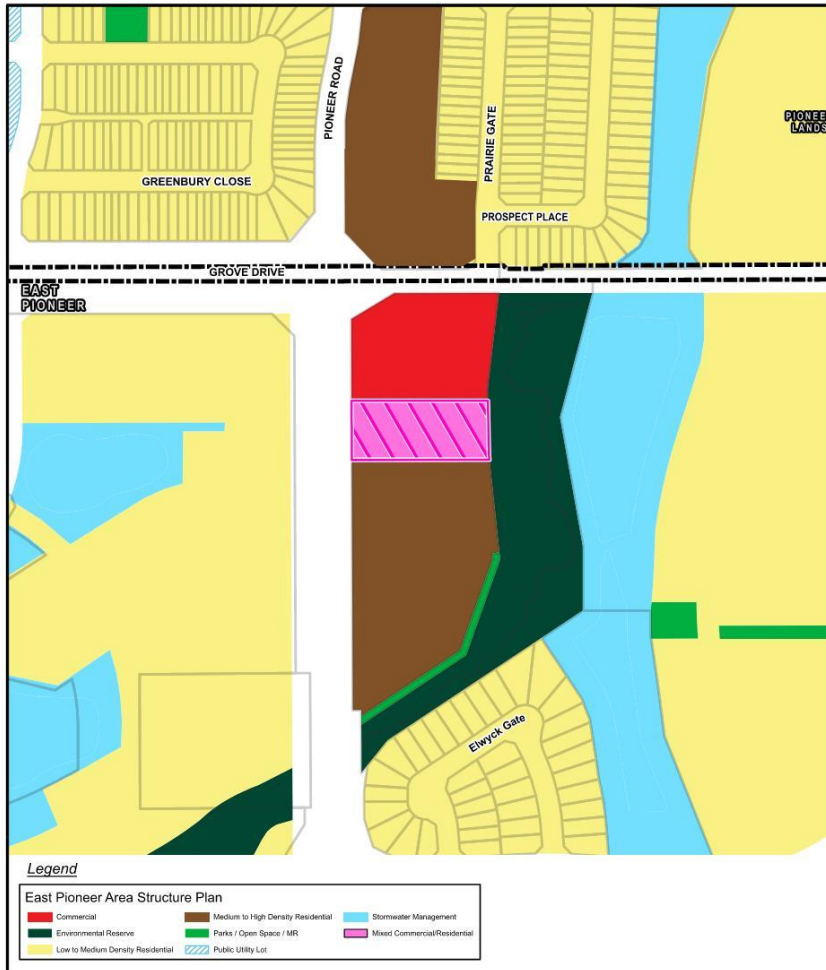 PIONEER ROAD
PRAIRIE GATE
PIONEE
LANDS
GREENBURY CLOSE
PROSPECT PLACE
GROVE DRIVE
EAST
PIONEER
Elwyck Gate
Legend
East Pioneer Area Structure Plan
Commercial
Medium to High Density Residential
Stormwater Management
Environmental Reserve
Parks / Open Space / MR
Mixed Commercial/Residential
Low to Medium Density Residential
Public Utility Lot